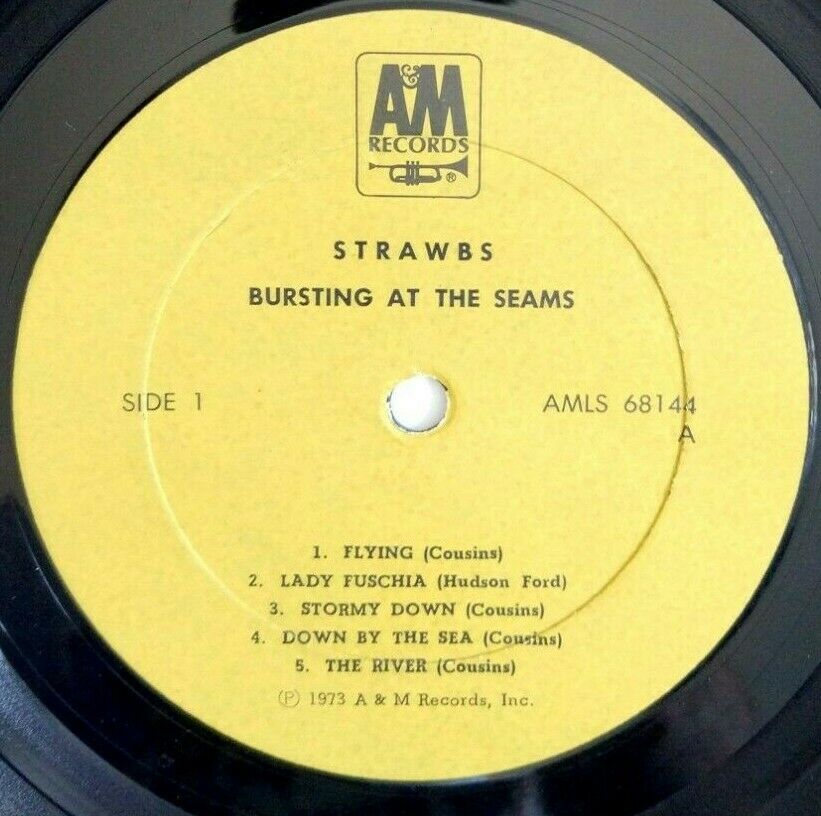 A&M
RECORDS
®
STRAWBS
BURSTING AT THE SEAMS
SIDE 1
AMLS 68144
A
1. FLYING (Cousins)
2. LADY FUSCHIA (Hudson Ford)
3. STORMY DOWN (Cousins)
4. DOWN BY THE SEA (Cousins)
5. THE RIVER (Cousins)
Ⓟ 1973 A & M Records, Inc.